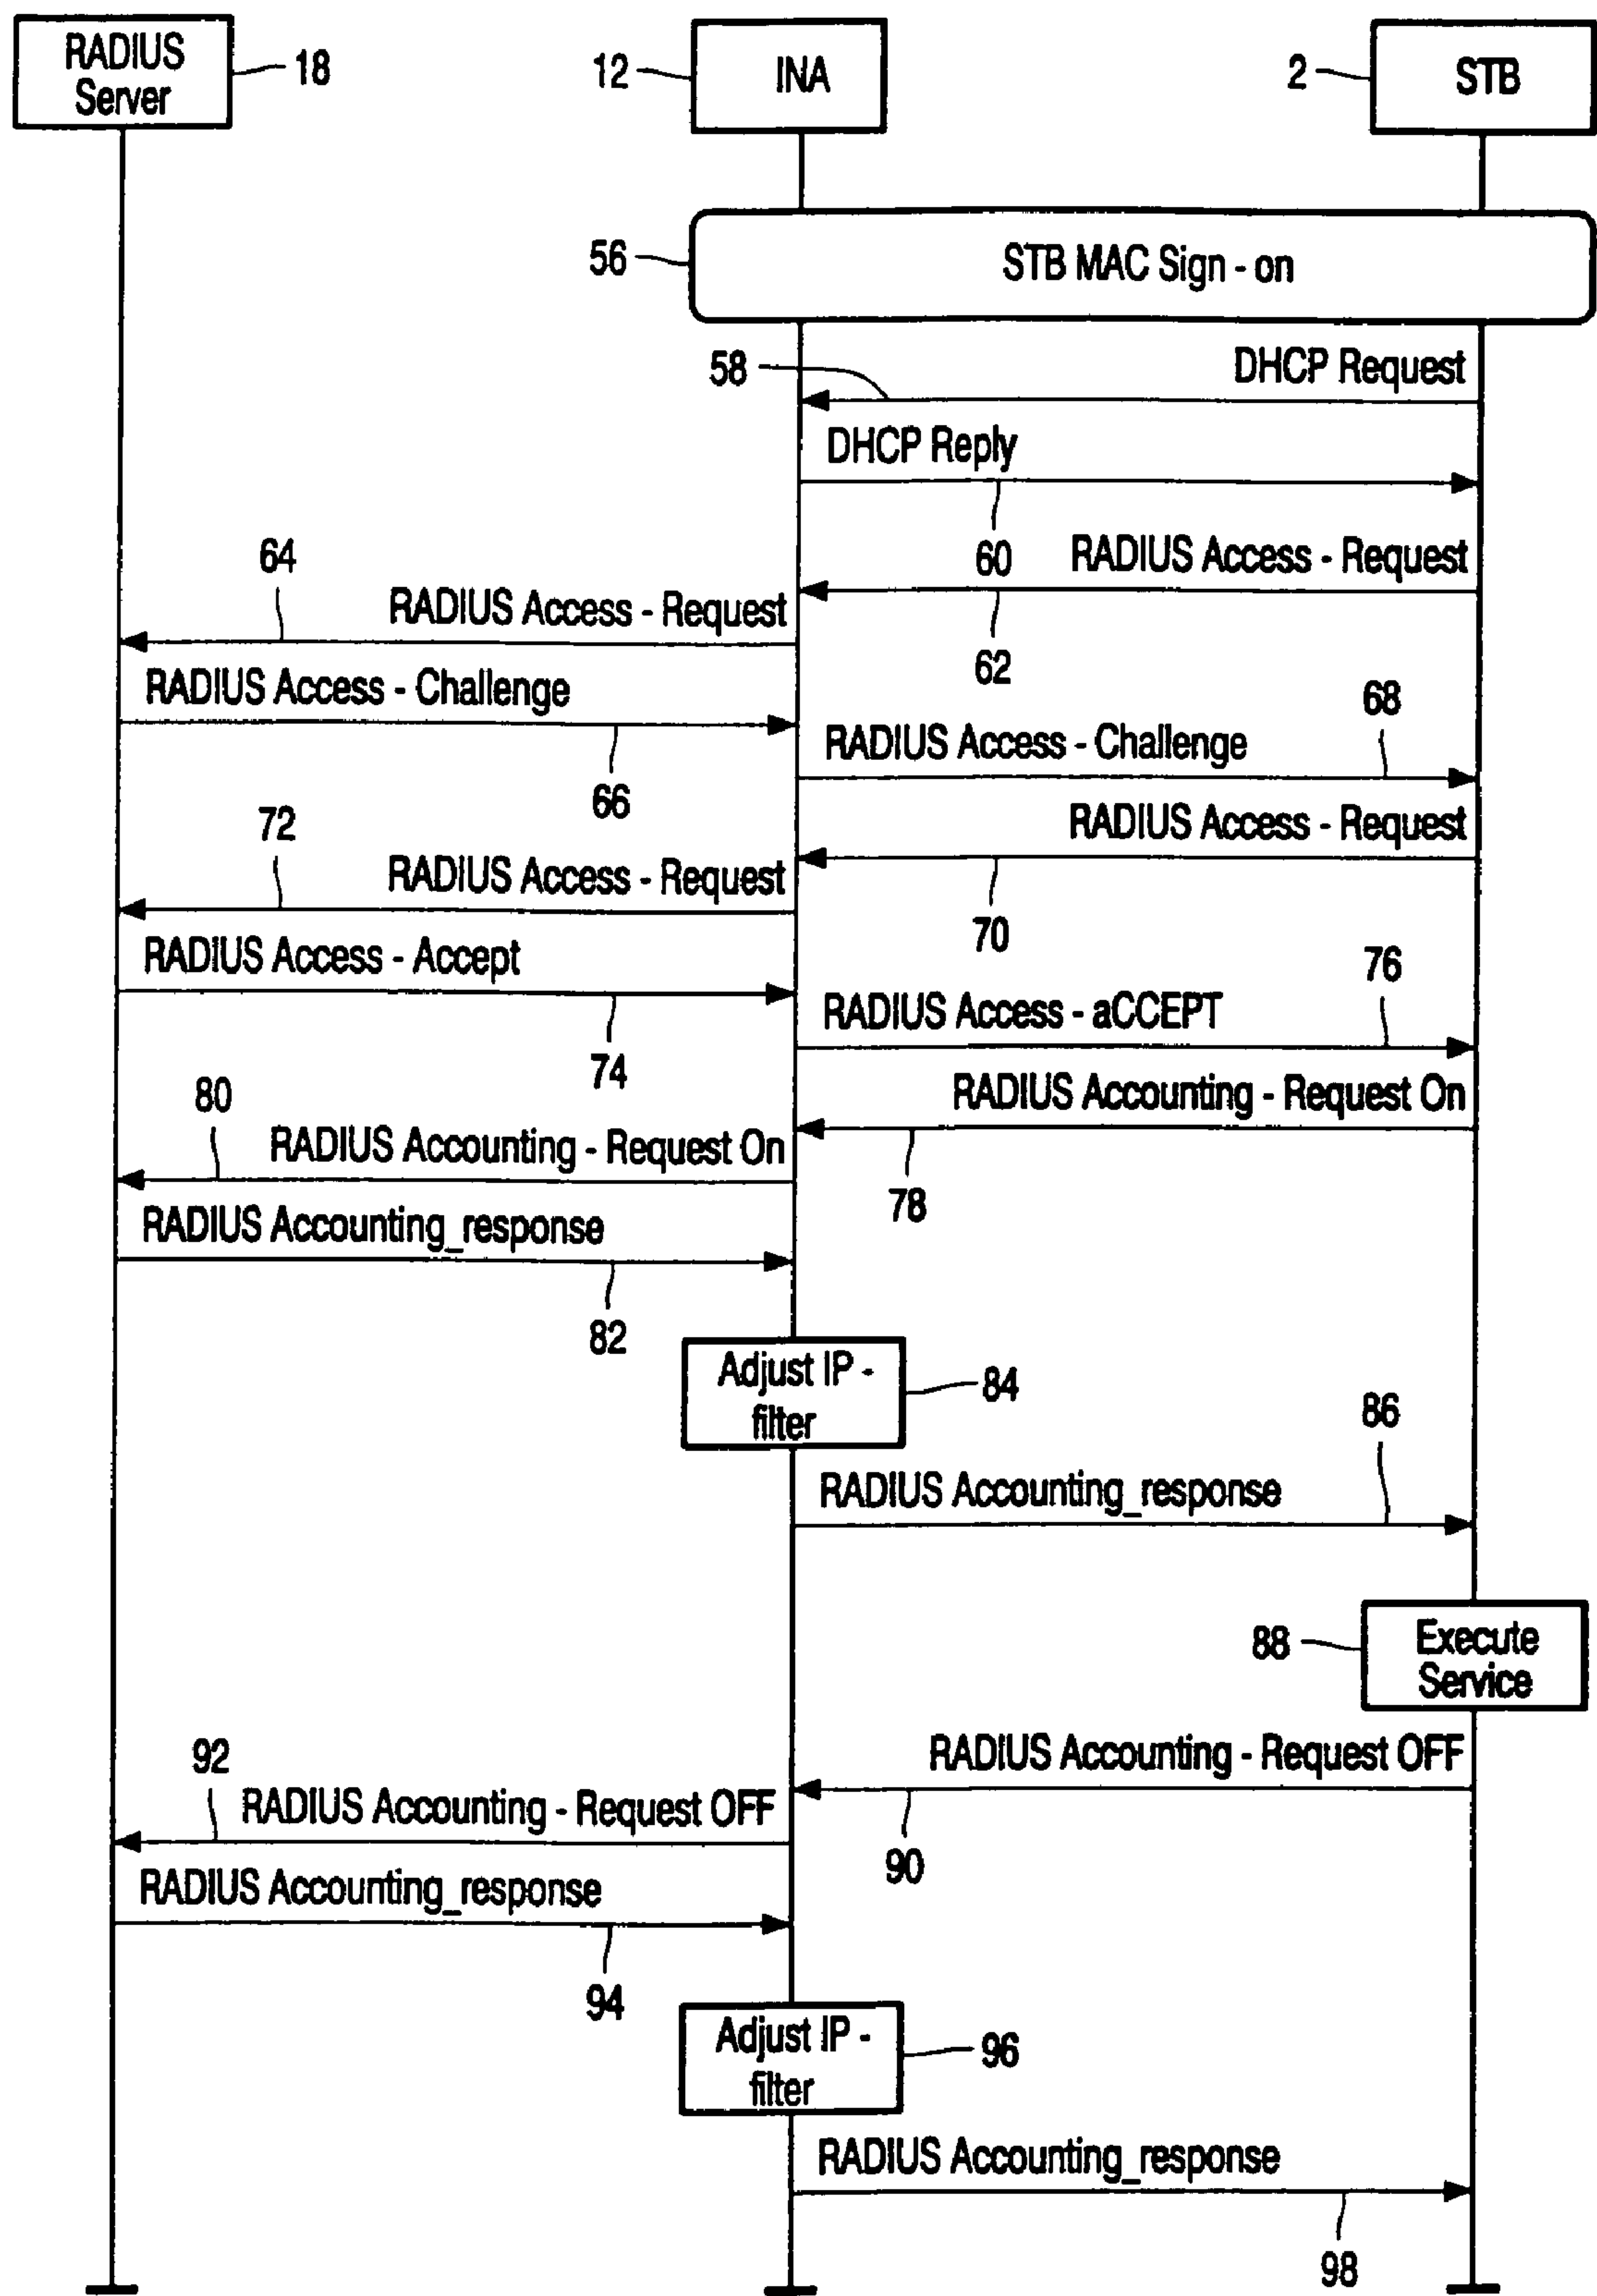 RADIUS
Server
18
12
INA
2
STB
56
STB MAC Sign - on
58
DHCP Request
DHCP Reply
60
RADIUS Access - Request
64
RADIUS Access - Request
62
RADIUS Access - Challenge
68
66
RADIUS Access - Challenge
72
RADIUS Access - Request
RADIUS Access - Request
70
RADIUS Access - Accept
76
74
RADIUS Access - aCCEPT
80
RADIUS Accounting - Request On
RADIUS Accounting - Request On
78
RADIUS Accounting_response
82
Adjust IP -
filter
84
86
RADIUS Accounting_response
88
Execute
Service
92
RADIUS Accounting - Request OFF
RADIUS Accounting - Request OFF
90
RADIUS Accounting_response
94
Adjust IP -
filter
96
RADIUS Accounting_response
98